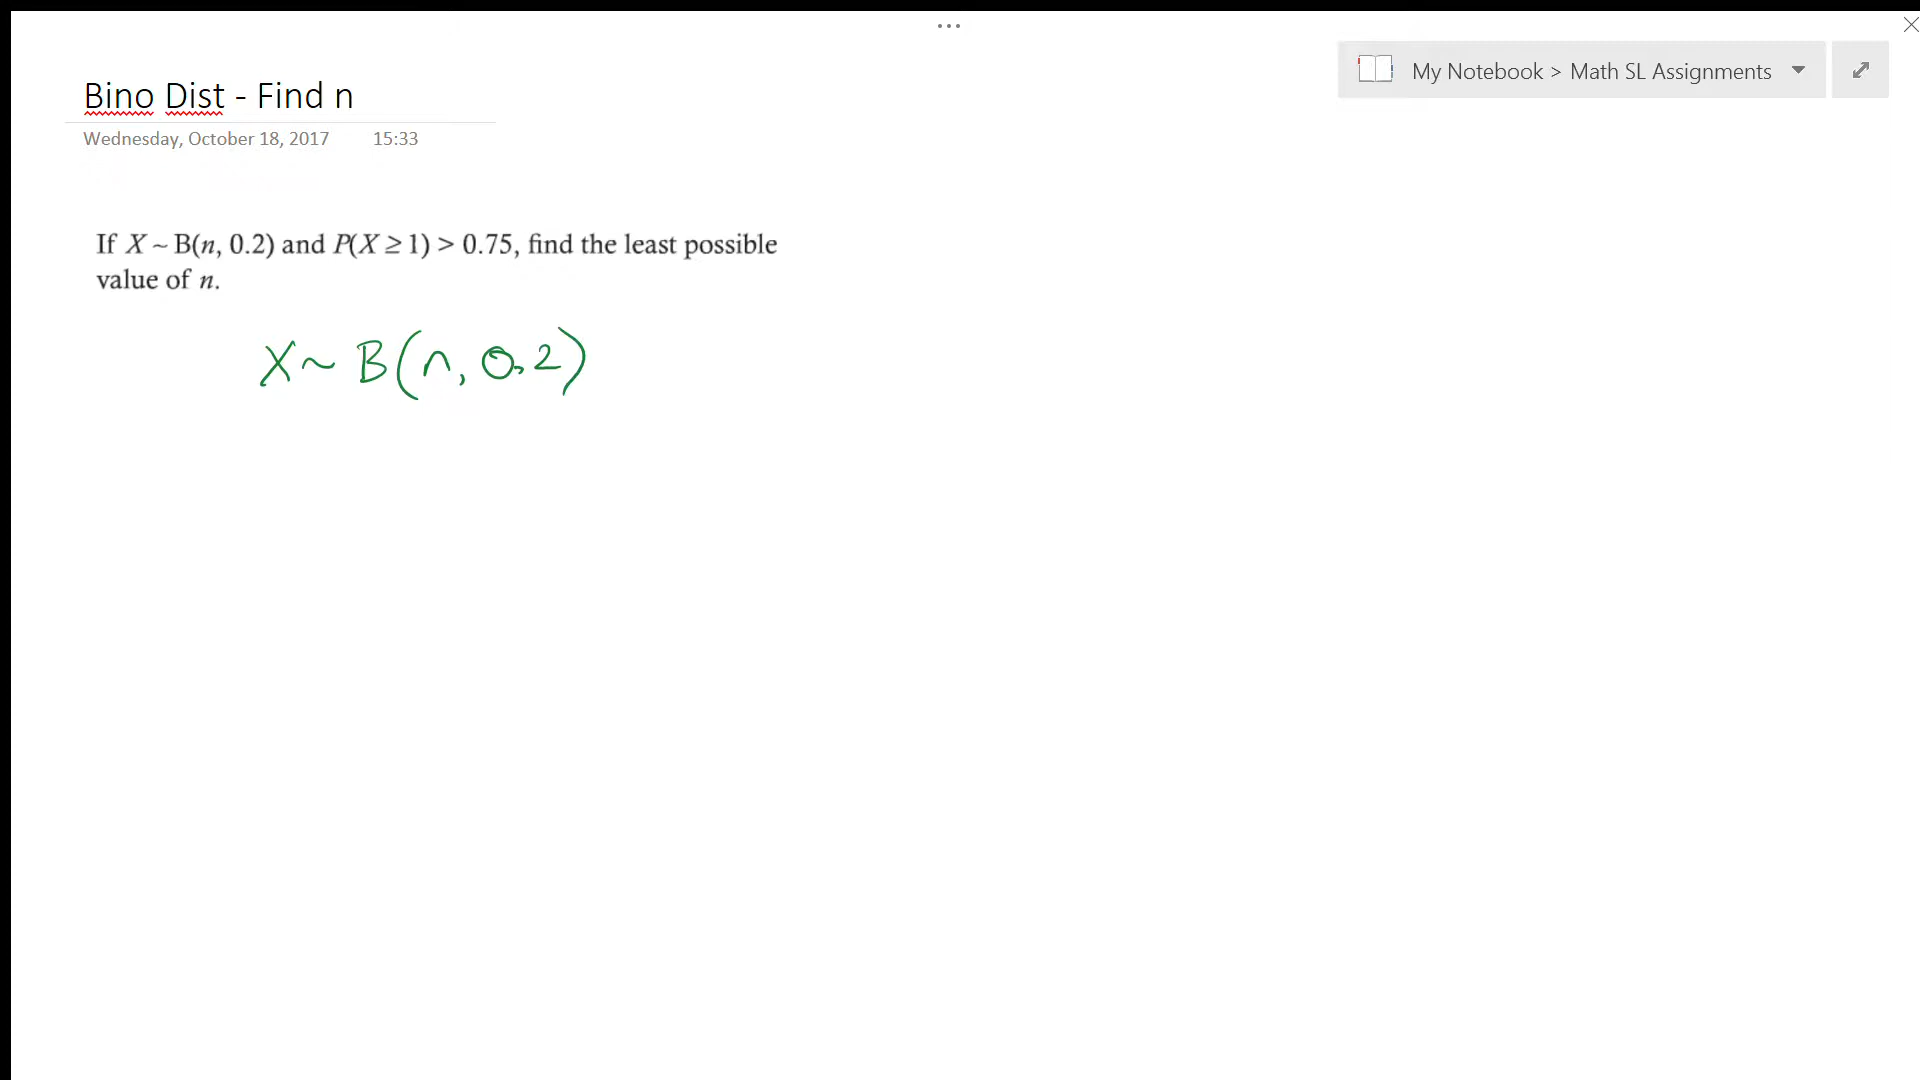 My Notebook > Math SL Assignments
Bino Dist - Find n
Wednesday, October 18, 2017 15:33
If X ~ B(n, 0.2) and P(X ≥ 1) > 0.75, find the least possible
value of n.
X ~ B(n, 0.2)